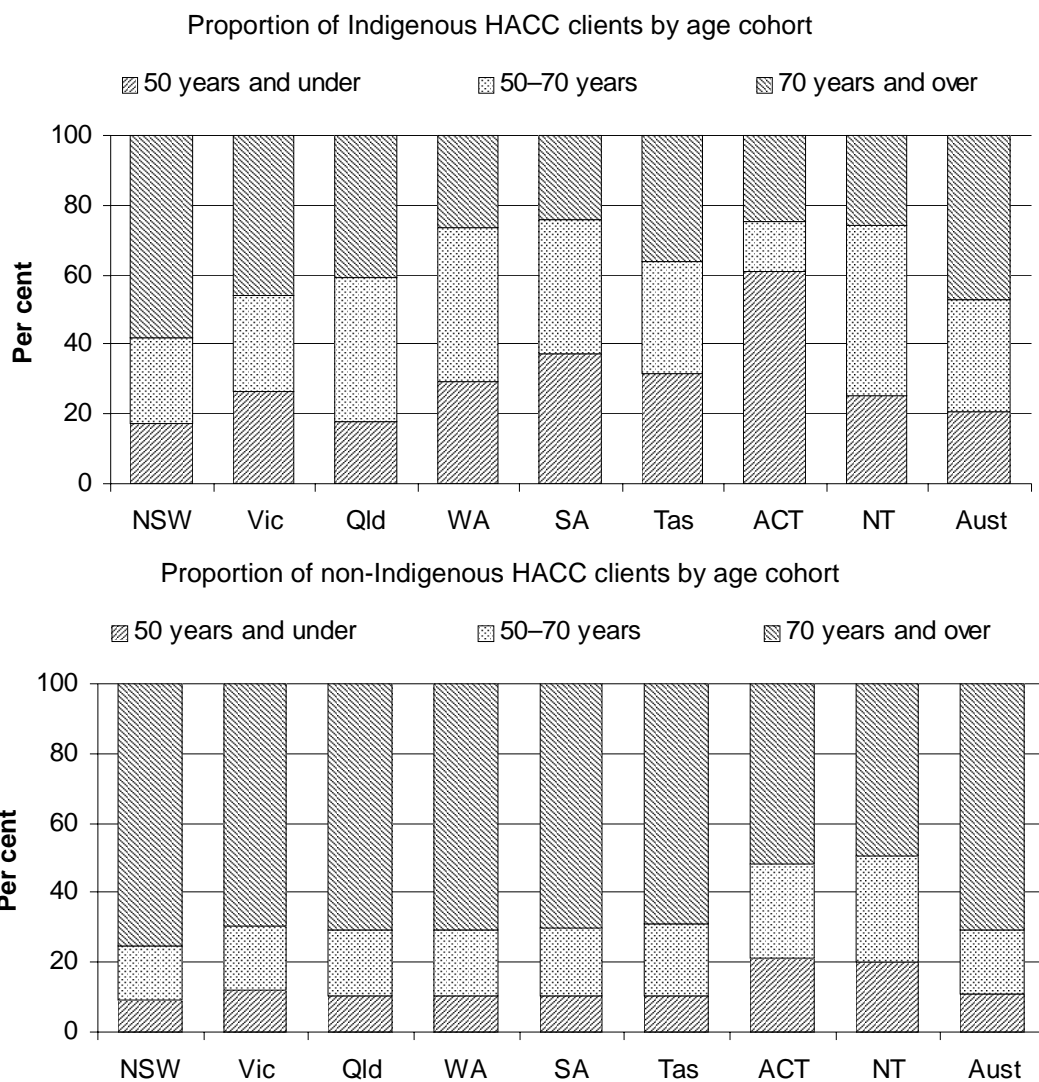 Proportion of Indigenous HACC clients by age cohort
50 years and under 50–70 years 70 years and over
100
80
60
40
20
0
Per cent
NSW Vic Qld WA SA Tas ACT NT Aust
Proportion of non-Indigenous HACC clients by age cohort
50 years and under 50–70 years 70 years and over
100
80
60
40
20
0
Per cent
NSW Vic Qld WA SA Tas ACT NT Aust